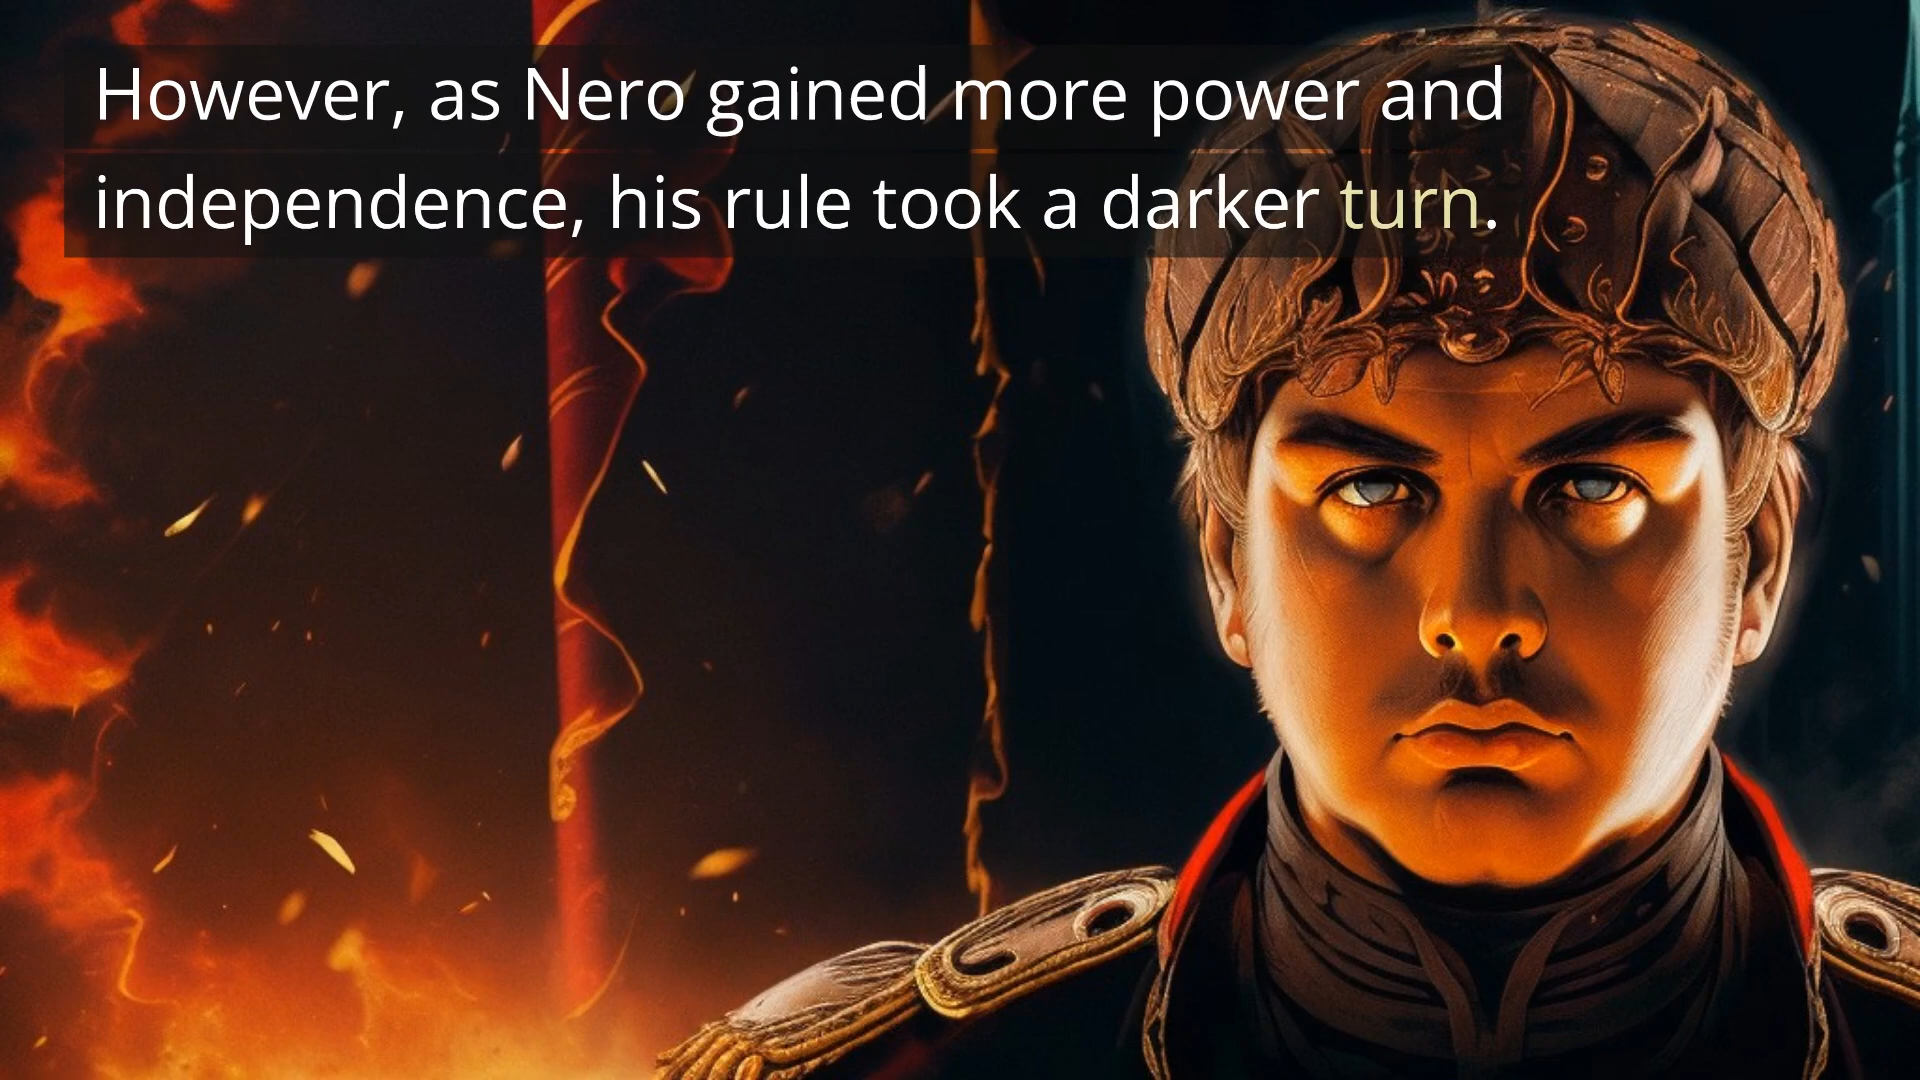 However, as Nero gained more power and
independence, his rule took a darker turn.